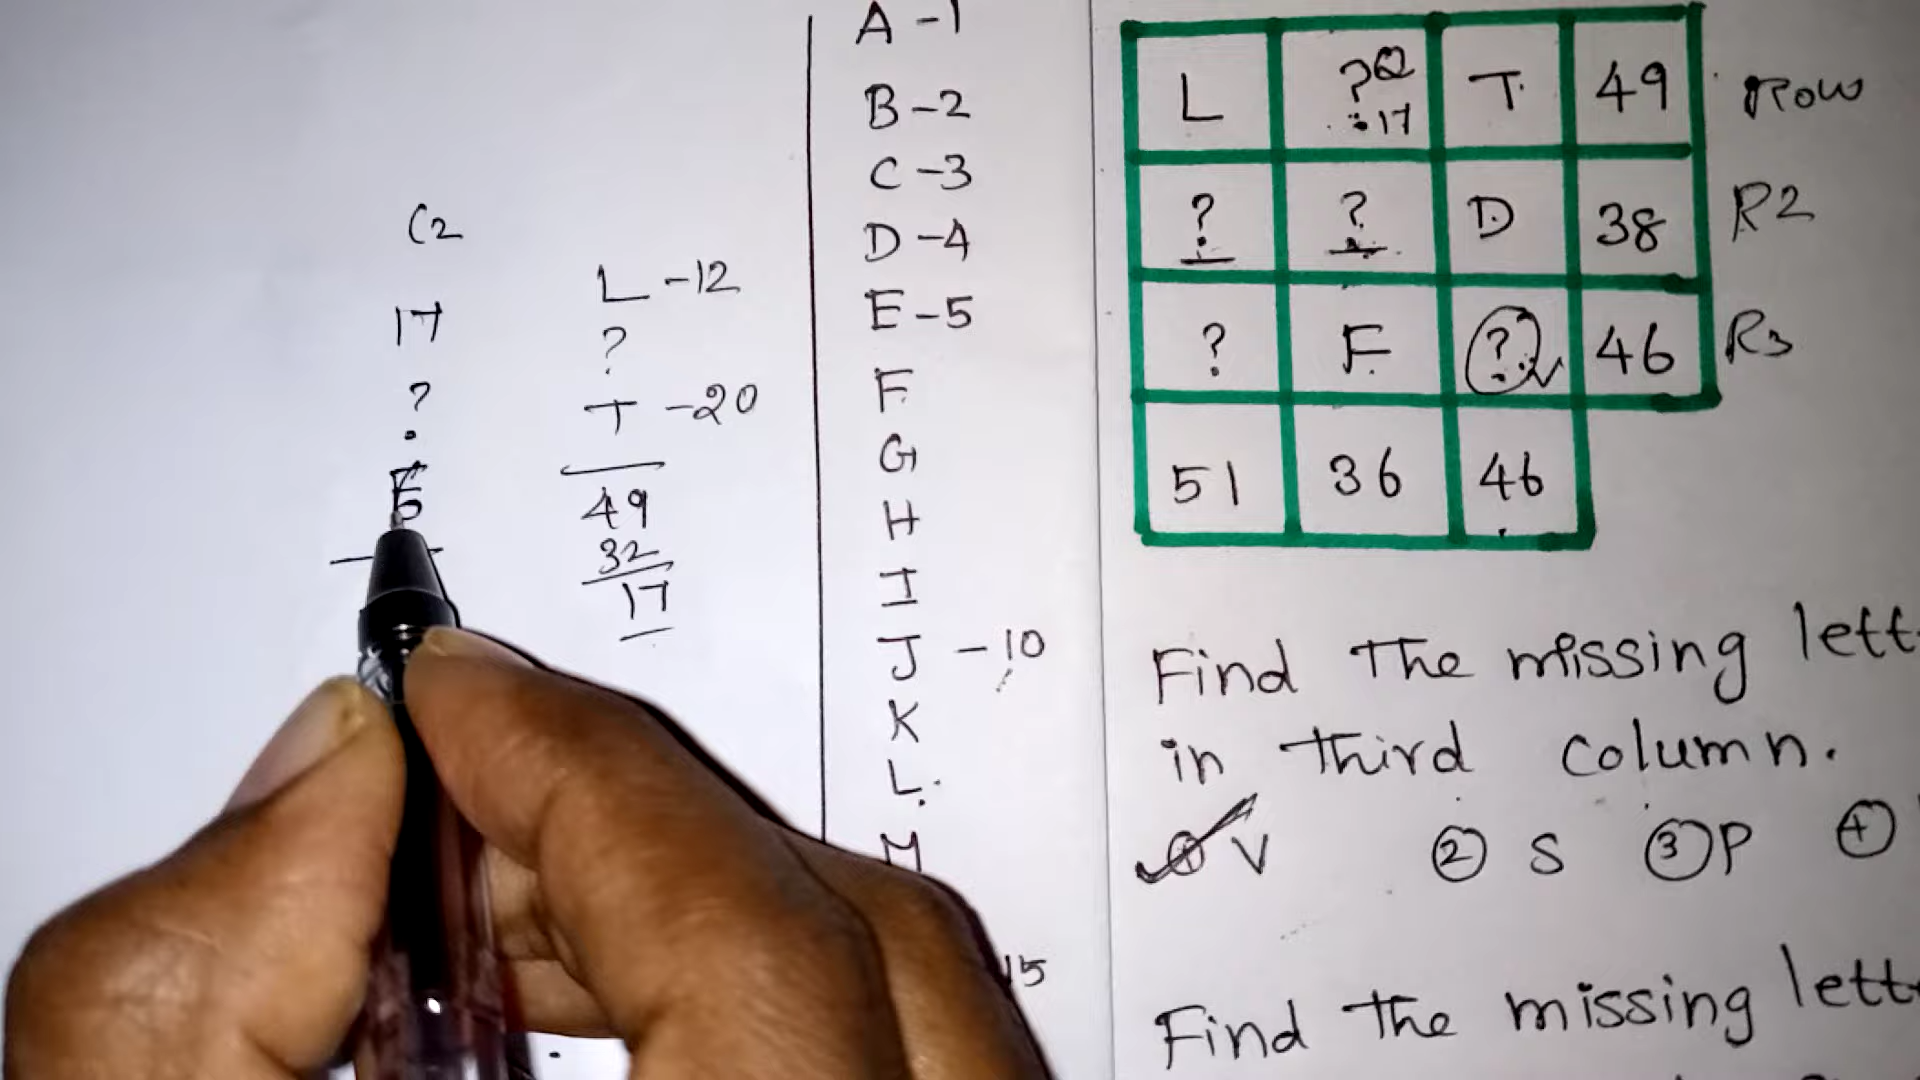 C2
17
?
6
L -12
?
T -20
49
32
17
A -1
B -2
C -3
D -4
E -5
F
G
H
I
J -10
K
L
M
15
L ? Q 17 T 49 Row
? ? D 38 R2
? F ? 46 R3
51 36 46
Find The missing lett
in third column.
① V ② S ③ P ④
Find The missing lett